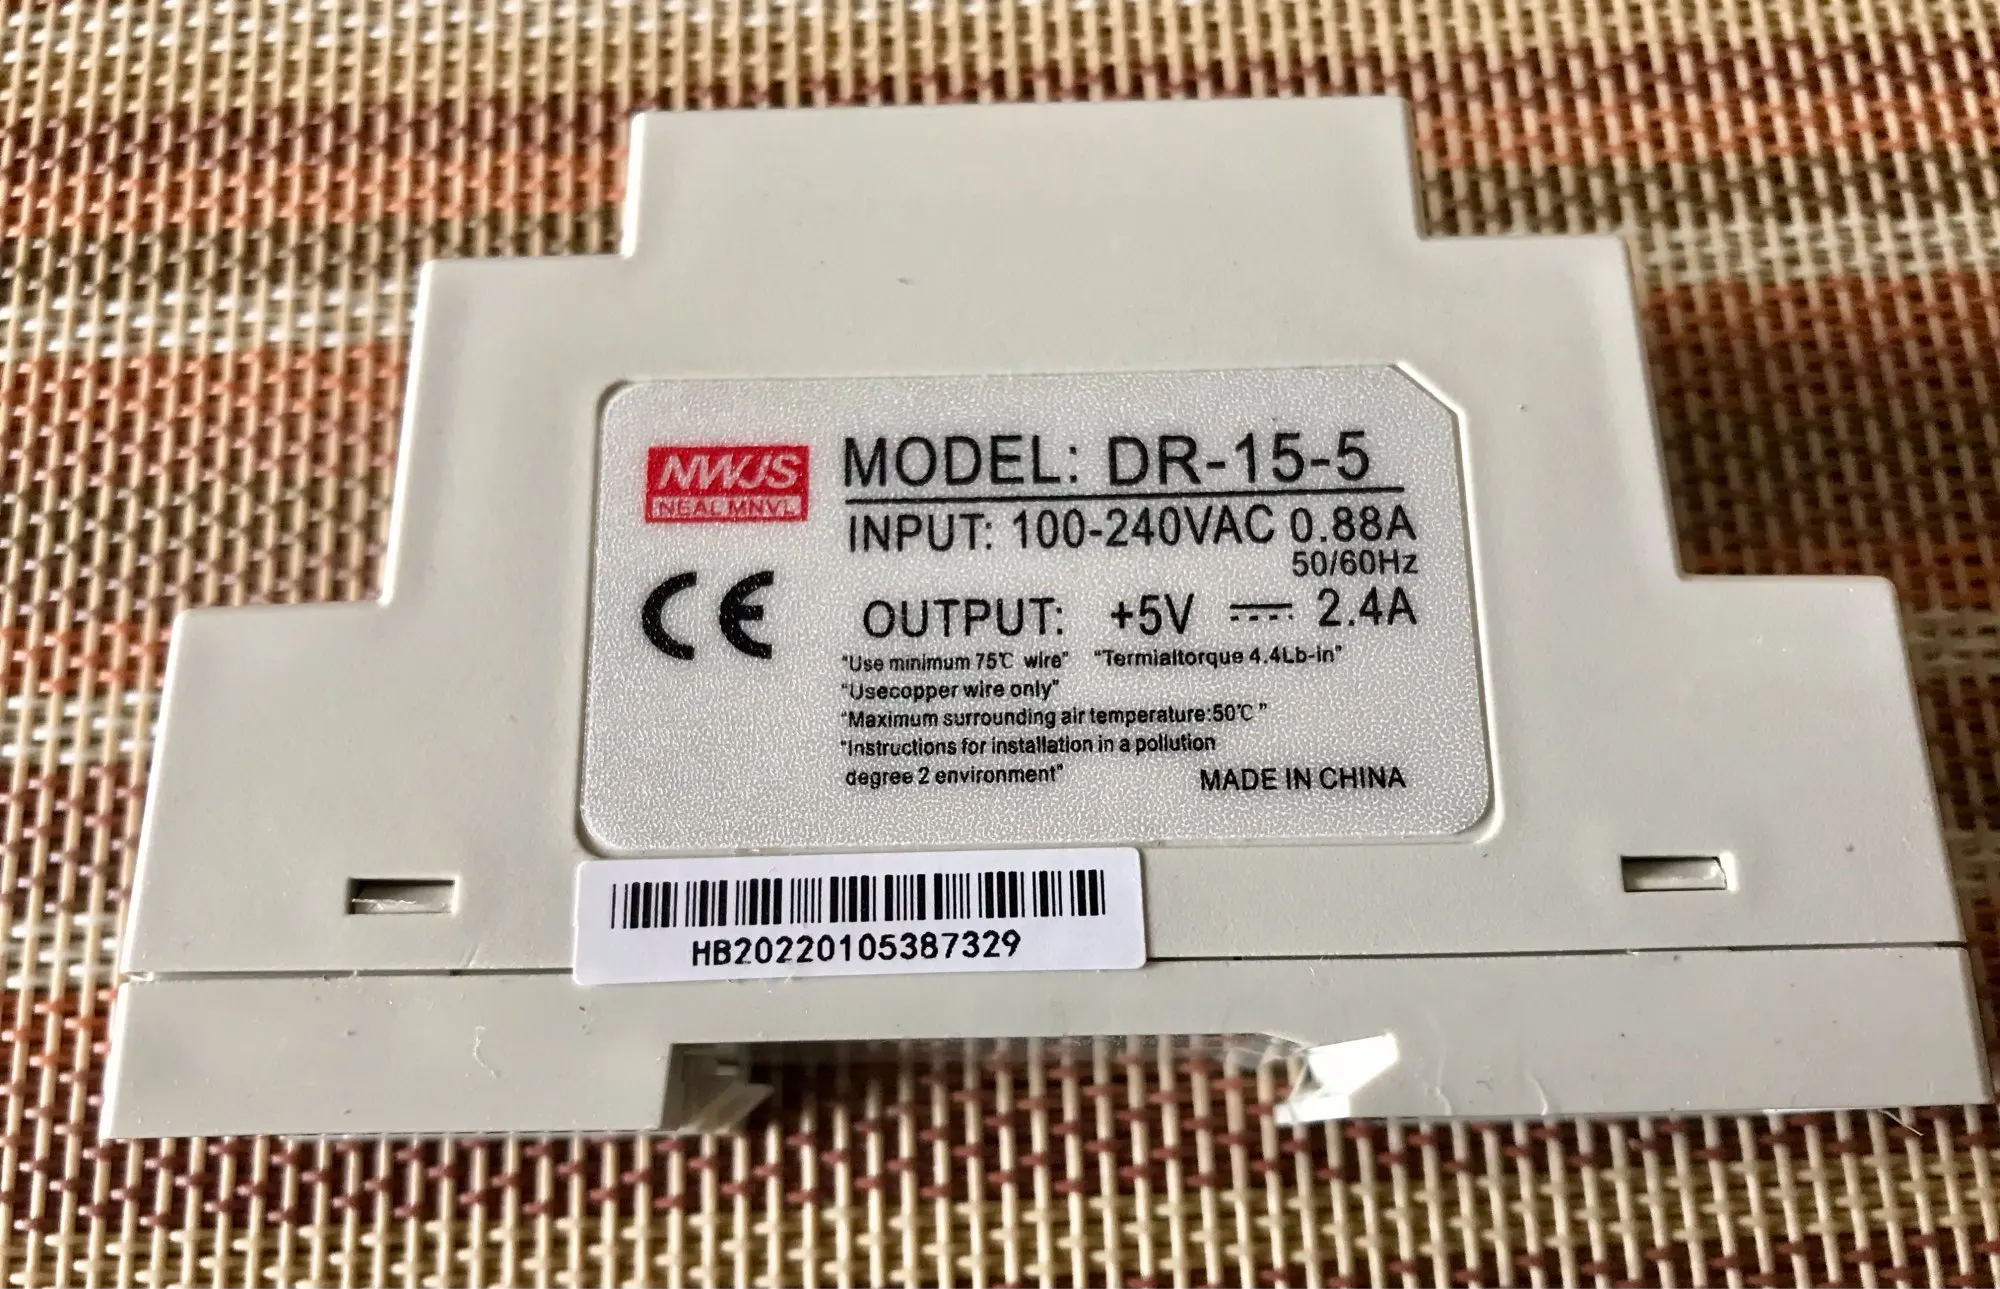 NWJS
NEAL MNVL
MODEL: DR-15-5
INPUT: 100-240VAC 0.88A
50/60Hz
OUTPUT: +5V ⎓ 2.4A
CE
"Use minimum 75℃ wire" "Termialtorque 4.4Lb-in"
"Usecopper wire only"
"Maximum surrounding air temperature:50℃"
"Instructions for installation in a pollution
degree 2 environment"
MADE IN CHINA
HB20220105387329